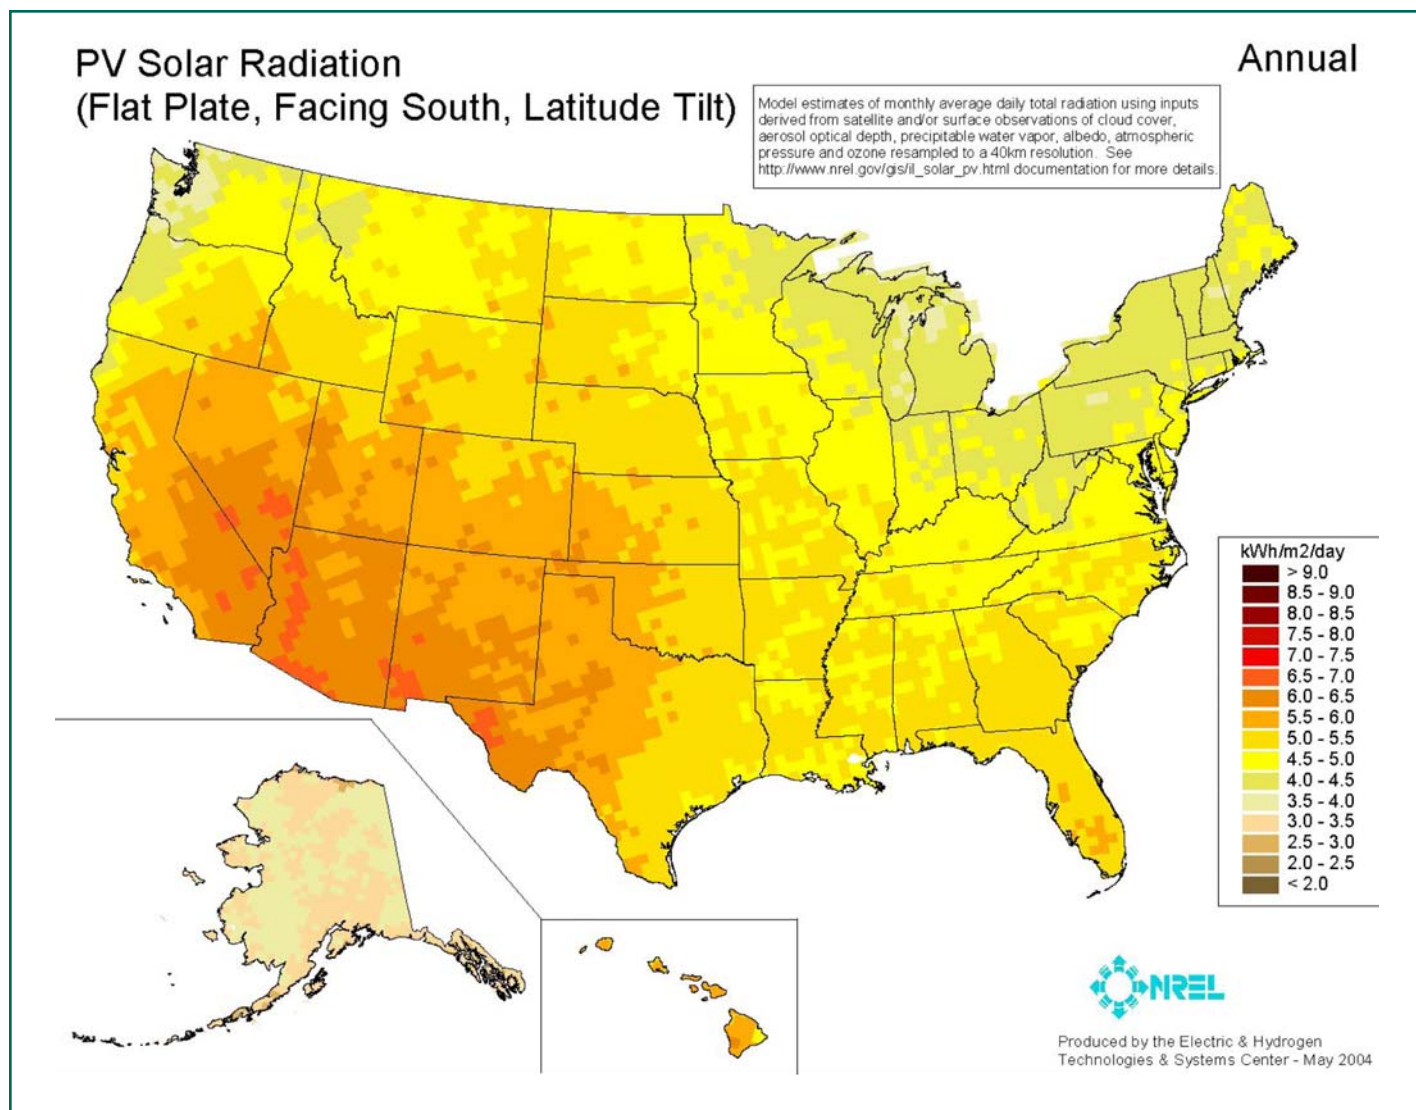 PV Solar Radiation
(Flat Plate, Facing South, Latitude Tilt)
Annual
Model estimates of monthly average daily total radiation using inputs
derived from satellite and/or surface observations of cloud cover,
aerosol optical depth, precipitable water vapor, albedo, atmospheric
pressure and ozone resampled to a 40km resolution. See
http://www.nrel.gov/gis/il_solar_pv.html documentation for more details.
kWh/m2/day
> 9.0
8.5 - 9.0
8.0 - 8.5
7.5 - 8.0
7.0 - 7.5
6.5 - 7.0
6.0 - 6.5
5.5 - 6.0
5.0 - 5.5
4.5 - 5.0
4.0 - 4.5
3.5 - 4.0
3.0 - 3.5
2.5 - 3.0
2.0 - 2.5
< 2.0
NREL
Produced by the Electric & Hydrogen
Technologies & Systems Center - May 2004